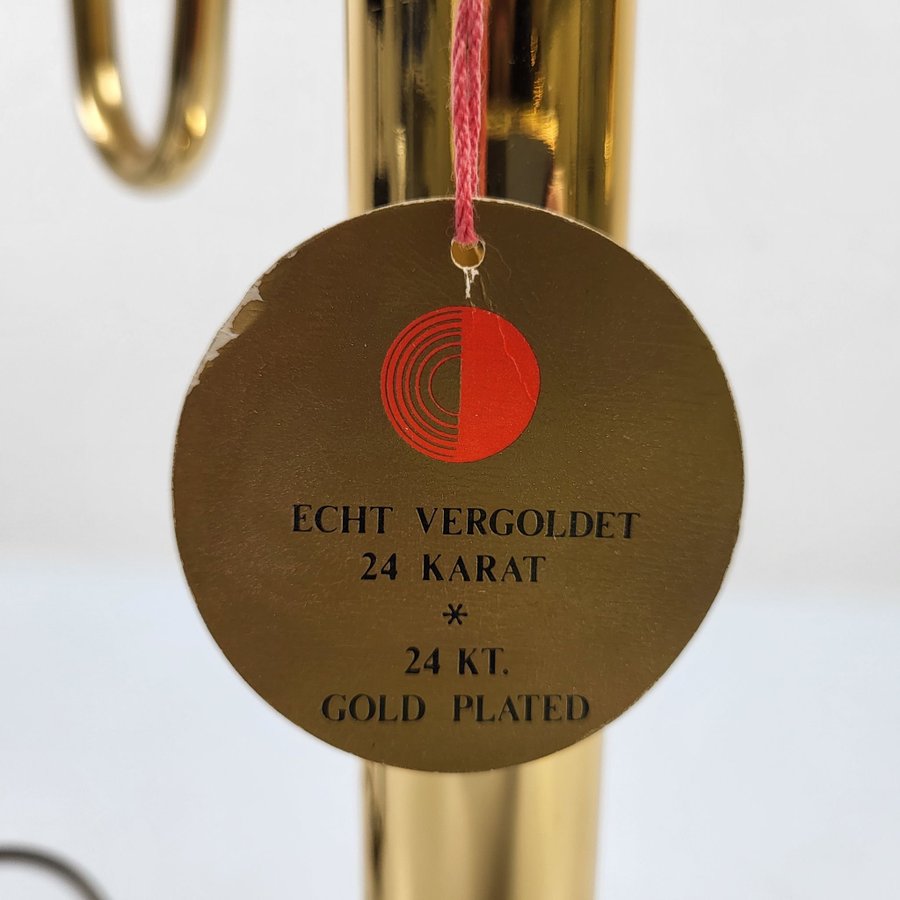 ECHT VERGOLDET
24 KARAT
*
24 KT.
GOLD PLATED